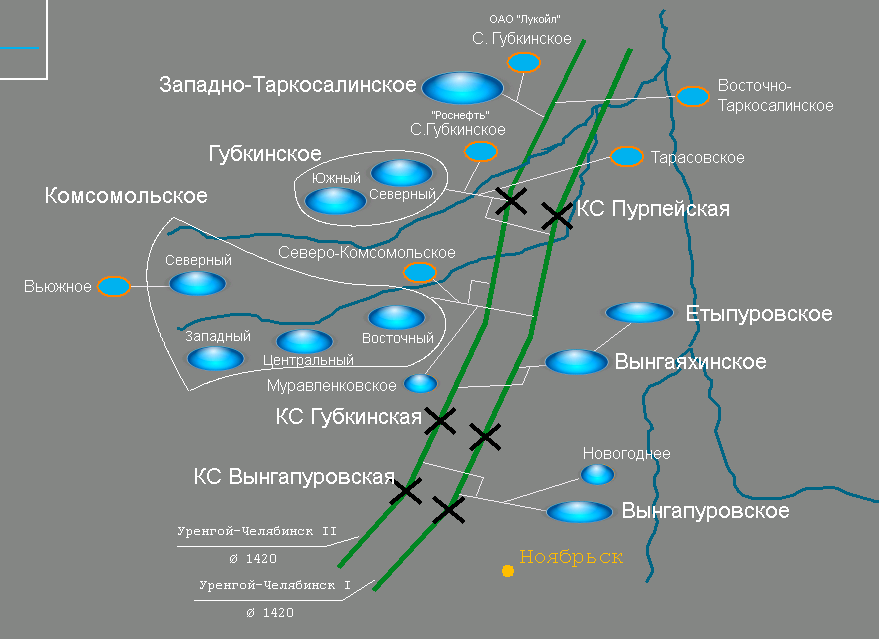 ОАО "Лукойл"
С. Губкинское
Западно-Таркосалинское
Восточно-
Таркосалинское
"Роснефть"
С.Губкинское
Губкинское
Тарасовское
Южный
Северный
Комсомольское
КС Пурпейская
Северо-Комсомольское
Северный
Вьюжное
Етыпуровское
Западный
Восточный
Центральный
Вынгаяхинское
Муравленковское
КС Губкинская
Новогоднее
КС Вынгапуровская
Вынгапуровское
Уренгой-Челябинск II
Ø 1420
Ноябрьск
Уренгой-Челябинск I
Ø 1420